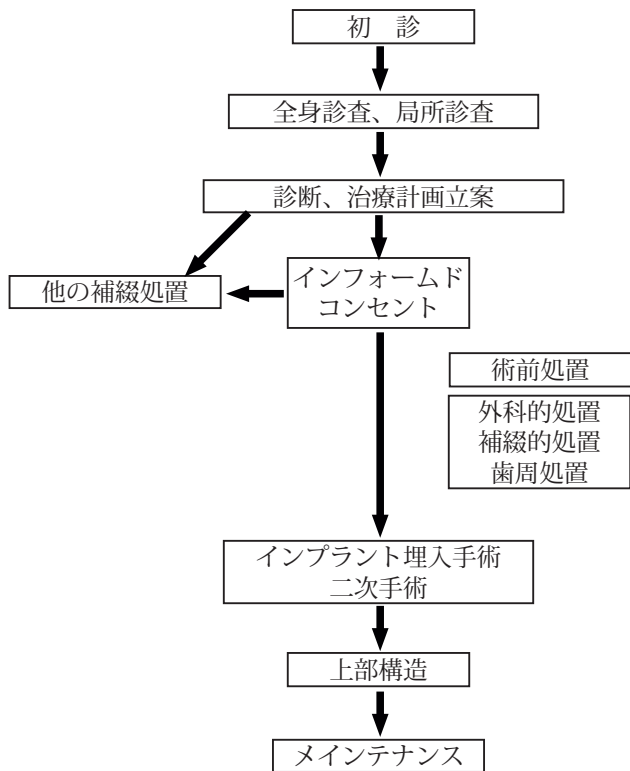 初　診
全身診査、局所診査
診断、治療計画立案
インフォームド
コンセント
他の補綴処置
術前処置
外科的処置
補綴的処置
歯周処置
インプラント埋入手術
二次手術
上部構造
メインテナンス